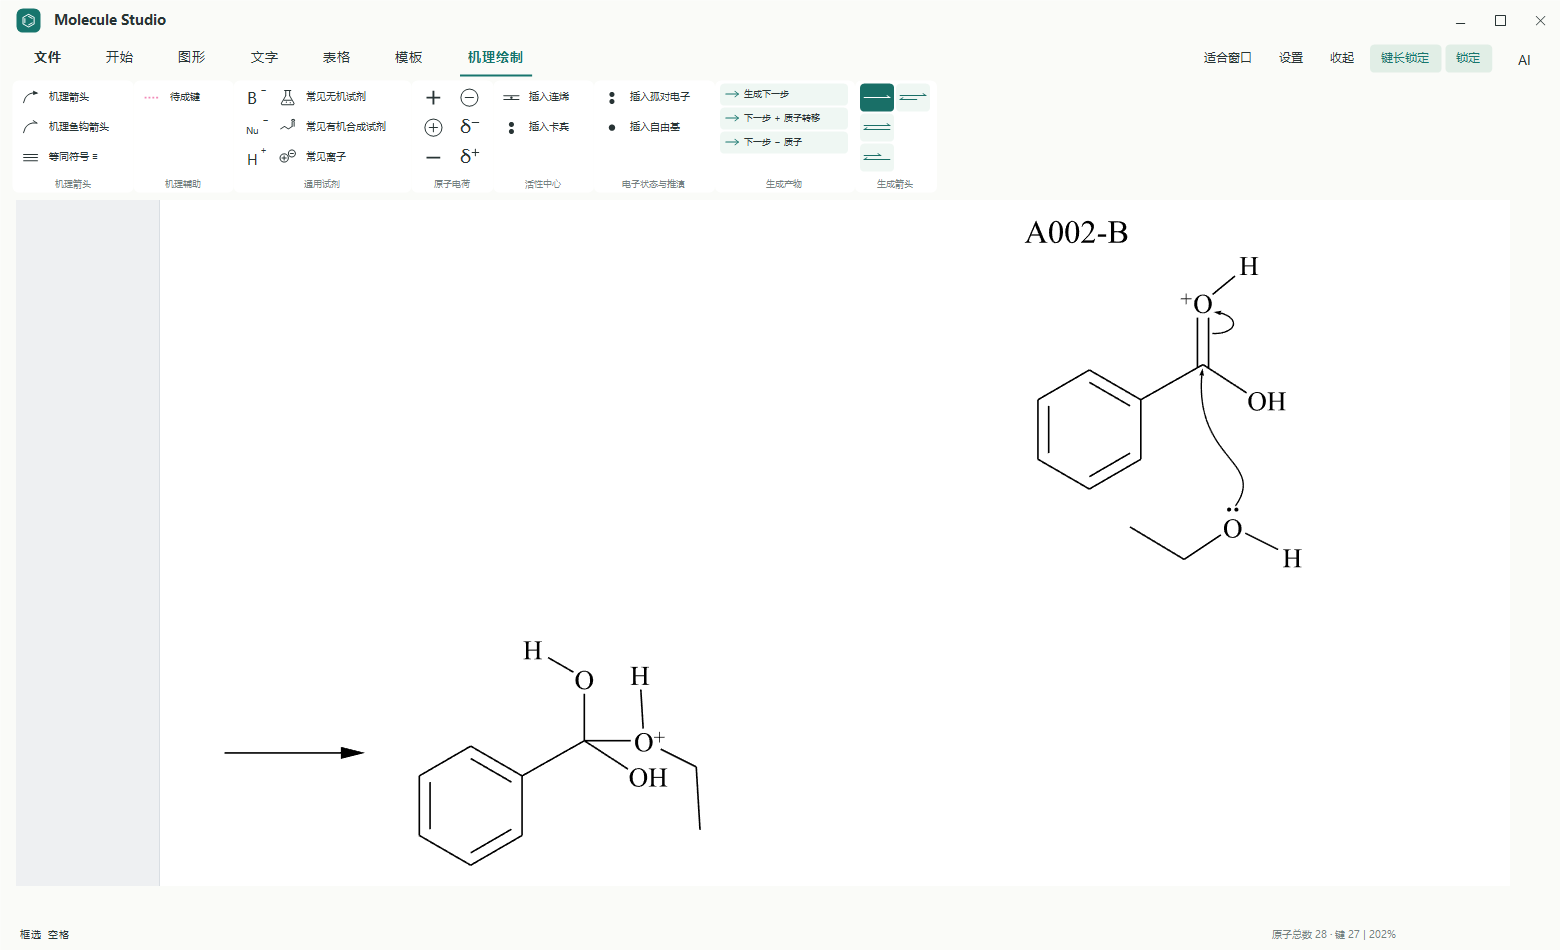 Molecule Studio
文件 开始 图形 文字 表格 模板 机理绘制 适合窗口 设置 收起 键长锁定 锁定 AI
机理箭头 待成键 B⁻ 常见无机试剂 + ⊖ 插入连烯 插入孤对电子 生成下一步
机理鱼钩箭头 Nu⁻ 常见有机合成试剂 ⊕ δ⁻ 插入卡宾 插入自由基 下一步 + 质子转移
等同符号 ≡ H⁺ 常见离子 − δ⁺ 下一步 − 质子
机理箭头 机理辅助 通用试剂 原子电荷 活性中心 电子状态与推演 生成产物 生成箭头
A002-B
H
+O
OH
O
H
H
O
H
O+
OH
框选 空格 原子总数 28 · 键 27 | 202%